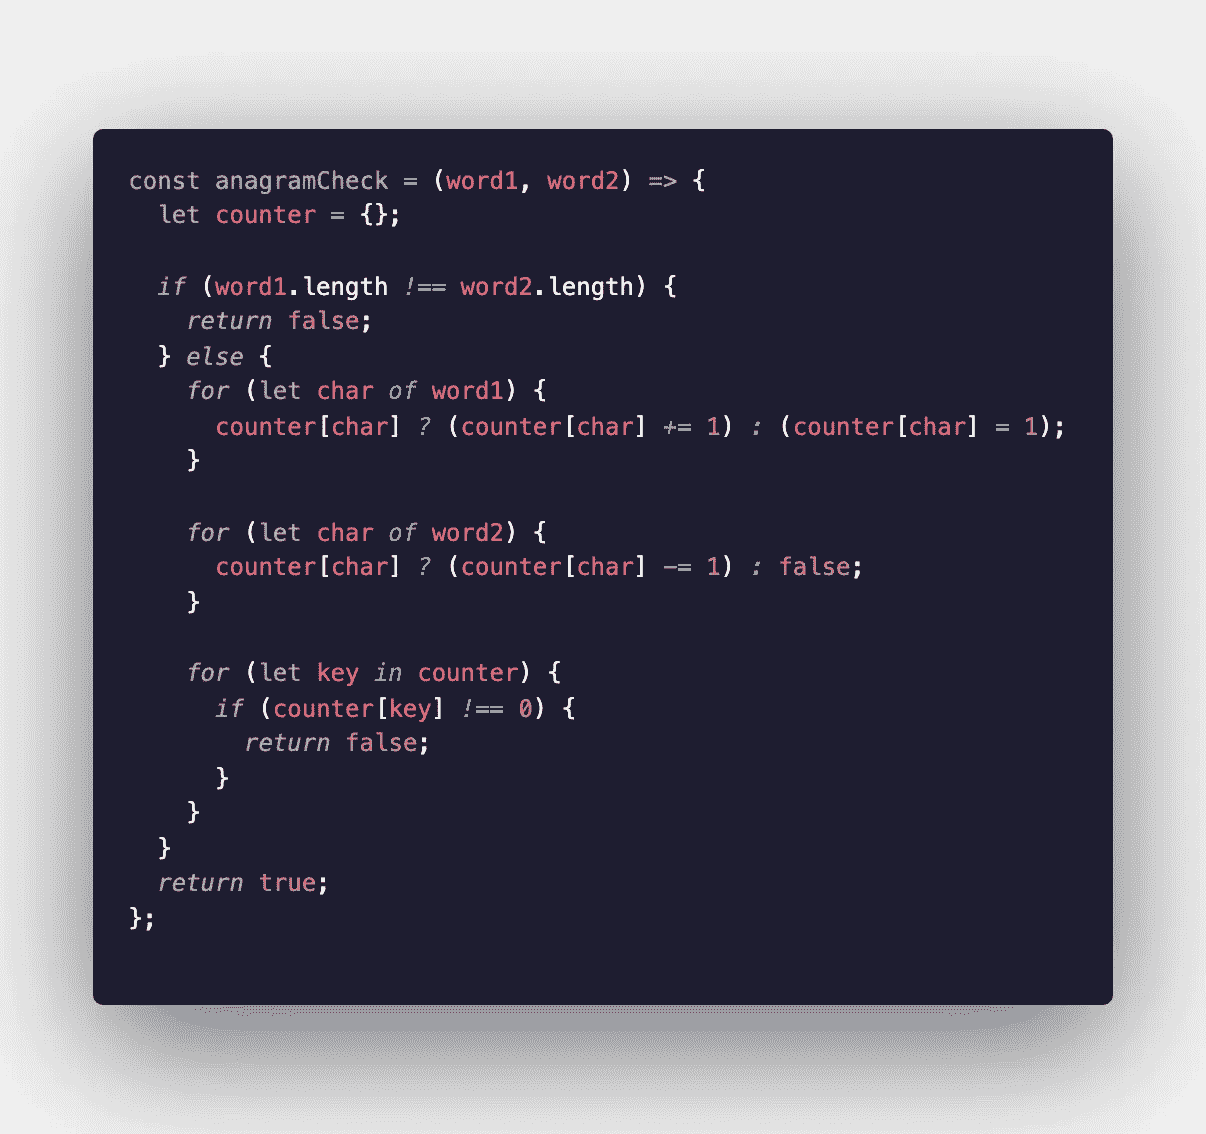 const anagramCheck = (word1, word2) => {
  let counter = {};

  if (word1.length !== word2.length) {
    return false;
  } else {
    for (let char of word1) {
      counter[char] ? (counter[char] += 1) : (counter[char] = 1);
    }

    for (let char of word2) {
      counter[char] ? (counter[char] -= 1) : false;
    }

    for (let key in counter) {
      if (counter[key] !== 0) {
        return false;
      }
    }
  }
  return true;
};